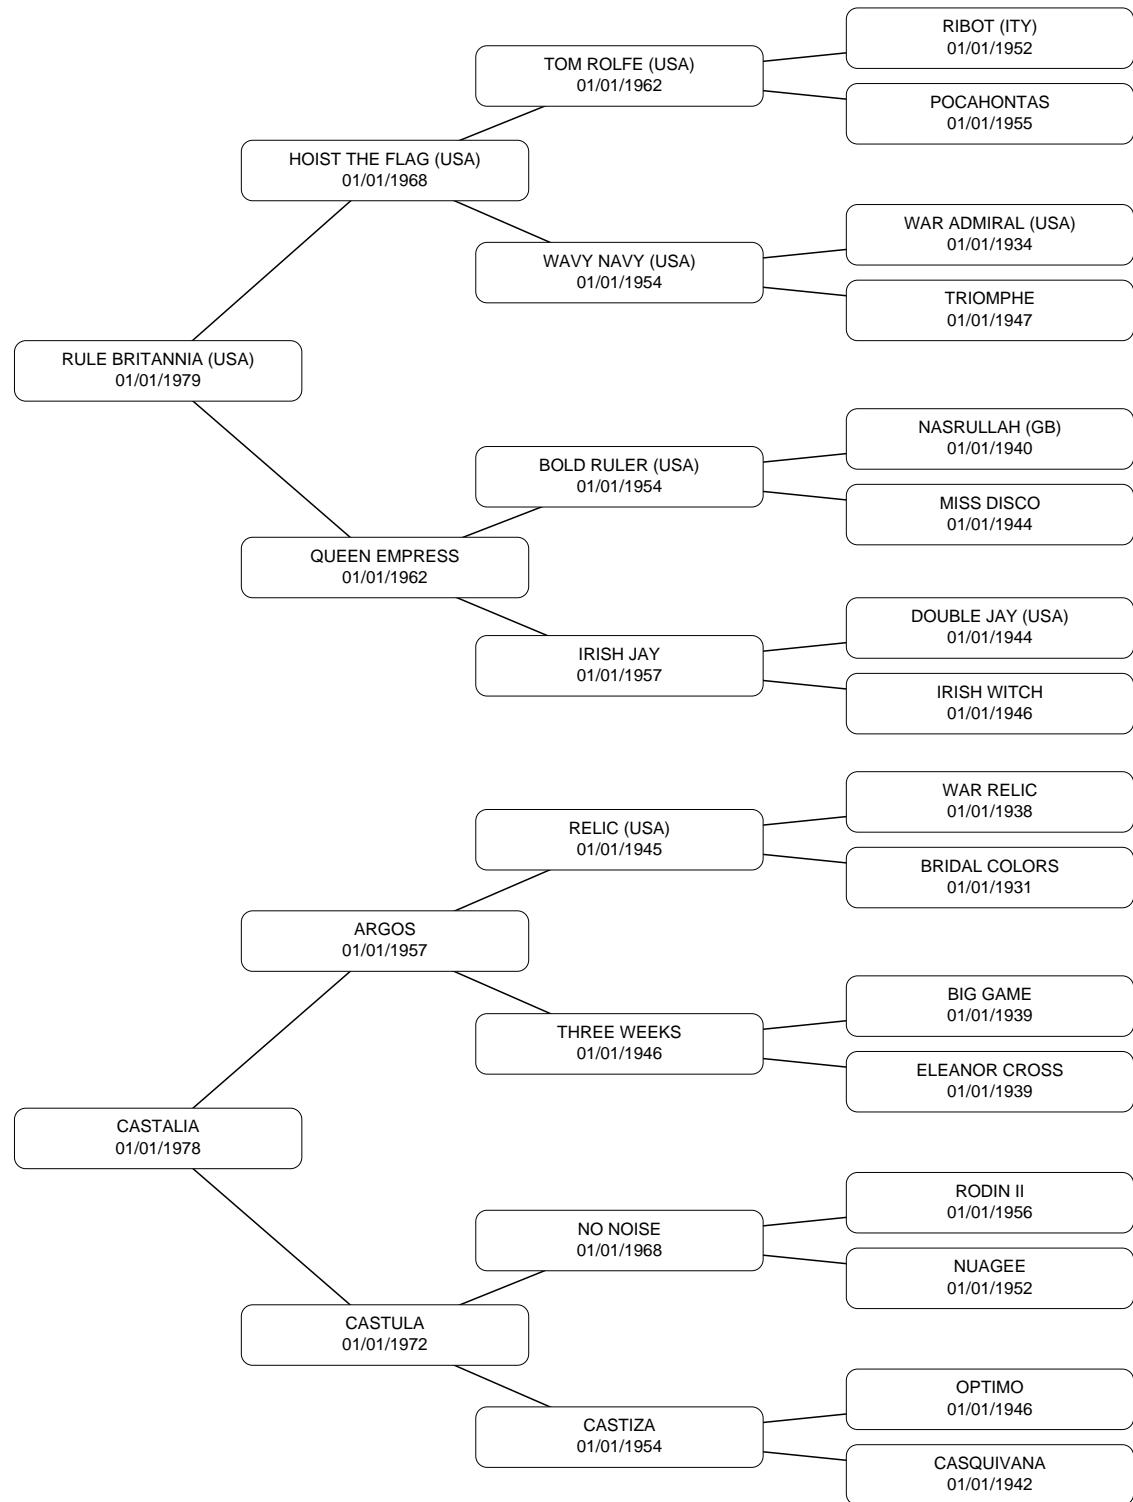 RIBOT (ITY)
01/01/1952
TOM ROLFE (USA)
01/01/1962
POCAHONTAS
01/01/1955
HOIST THE FLAG (USA)
01/01/1968
WAR ADMIRAL (USA)
01/01/1934
WAVY NAVY (USA)
01/01/1954
TRIOMPHE
01/01/1947
RULE BRITANNIA (USA)
01/01/1979
NASRULLAH (GB)
01/01/1940
BOLD RULER (USA)
01/01/1954
MISS DISCO
01/01/1944
QUEEN EMPRESS
01/01/1962
DOUBLE JAY (USA)
01/01/1944
IRISH JAY
01/01/1957
IRISH WITCH
01/01/1946
WAR RELIC
01/01/1938
RELIC (USA)
01/01/1945
BRIDAL COLORS
01/01/1931
ARGOS
01/01/1957
BIG GAME
01/01/1939
THREE WEEKS
01/01/1946
ELEANOR CROSS
01/01/1939
CASTALIA
01/01/1978
RODIN II
01/01/1956
NO NOISE
01/01/1968
NUAGEE
01/01/1952
CASTULA
01/01/1972
OPTIMO
01/01/1946
CASTIZA
01/01/1954
CASQUIVANA
01/01/1942